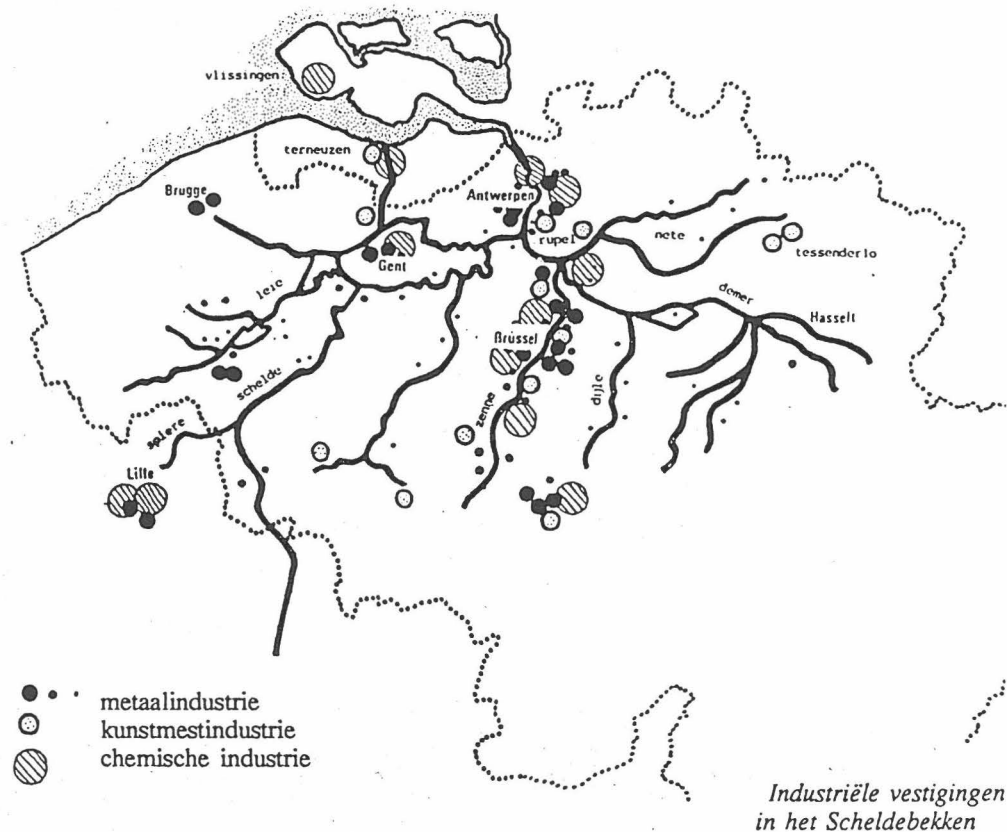 vlissingen
terneuzen
Brugge
Antwerpen
rupel
nete
tessenderlo
Gent
leie
demer
Hasselt
Brüssel
schelde
zenne
dijle
spiere
Lille
metaalindustrie
kunstmestindustrie
chemische industrie
Industriële vestigingen
in het Scheldebekken